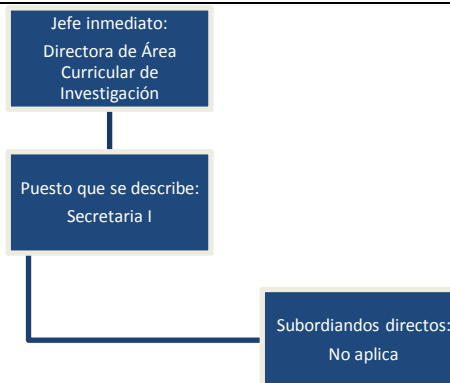 Jefe inmediato:
Directora de Área
Curricular de
Investigación
Puesto que se describe:
Secretaria I
Subordiandos directos:
No aplica